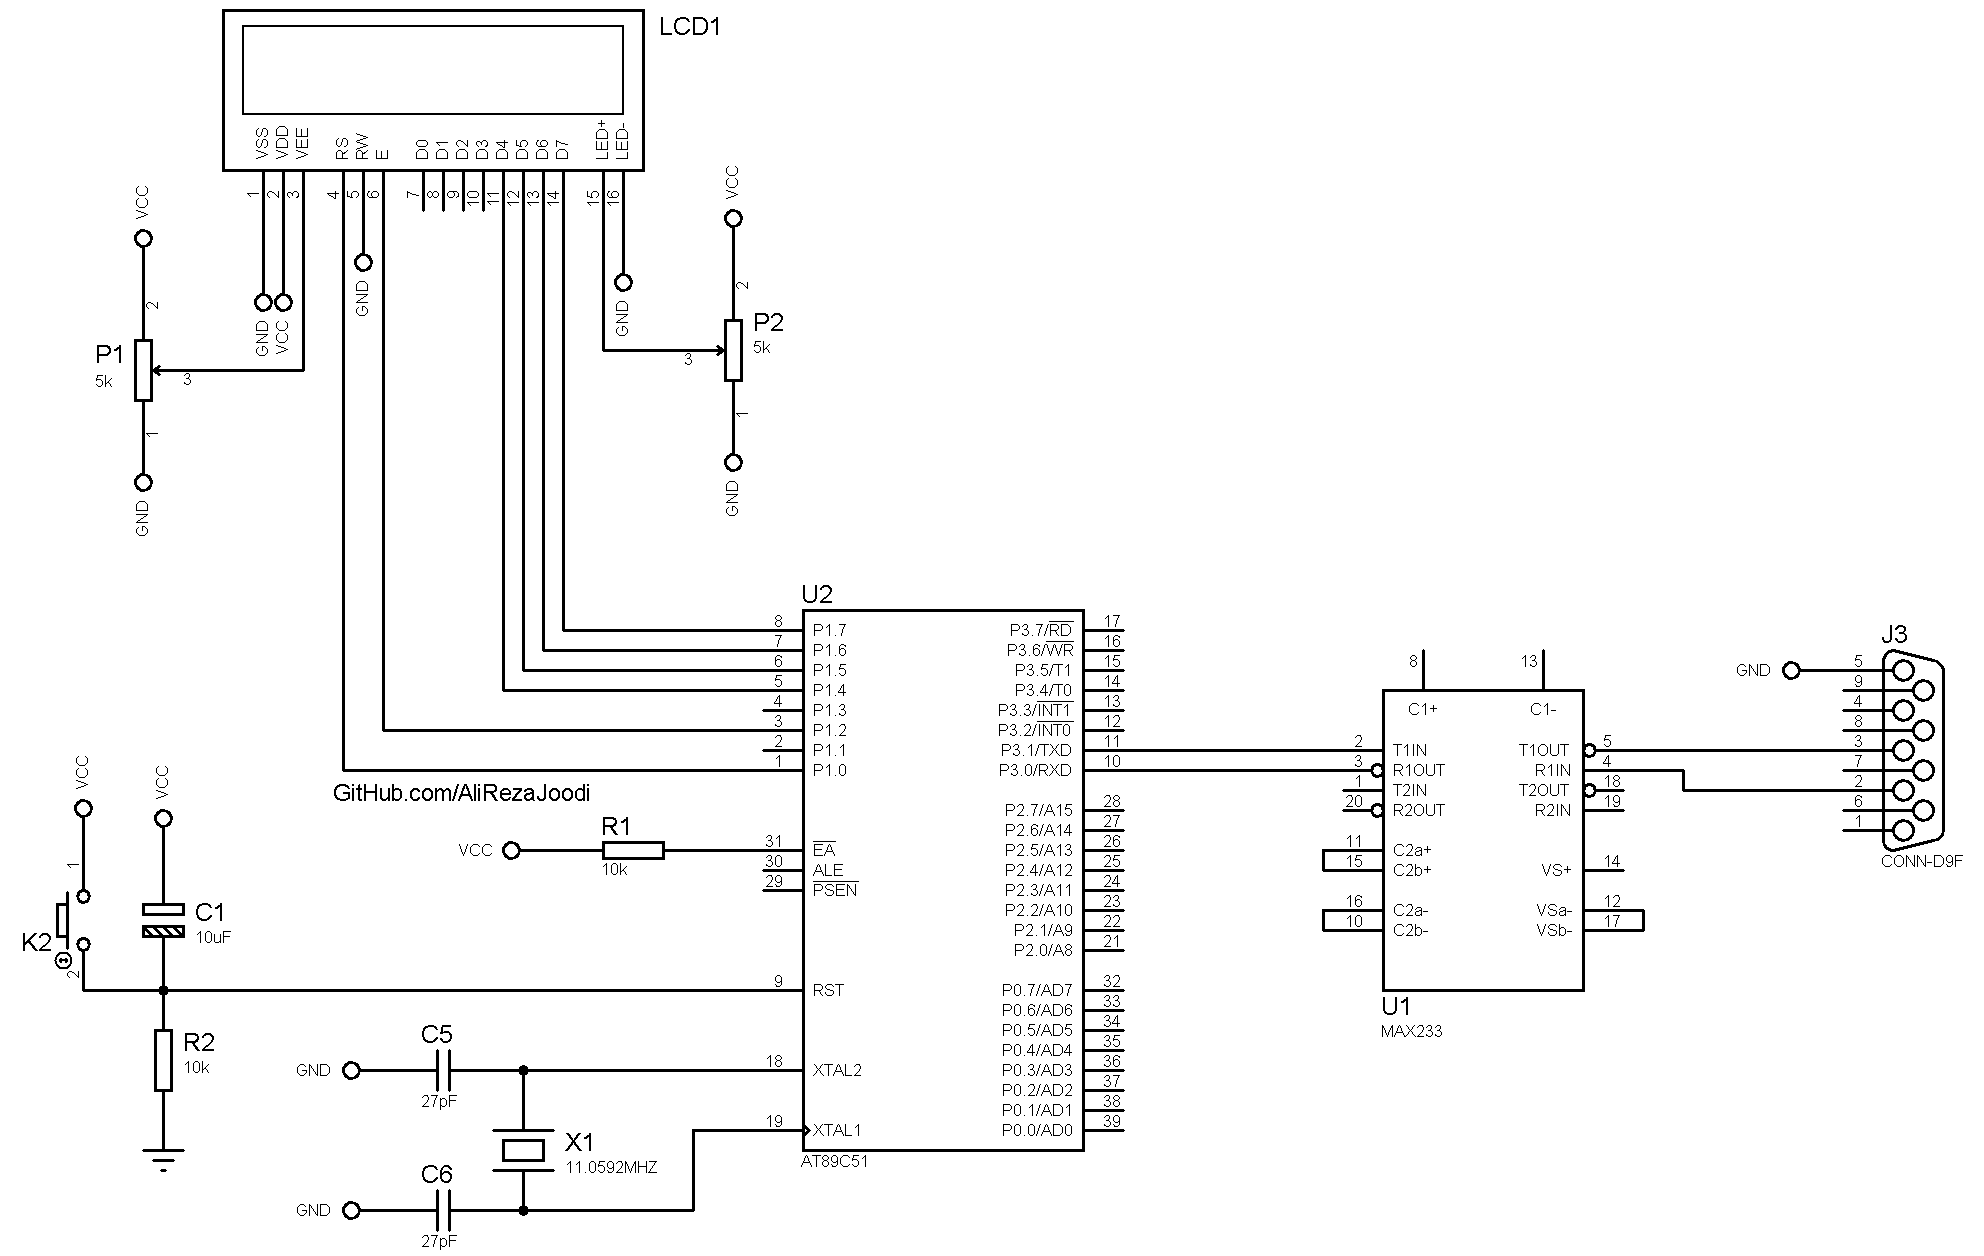 LCD1
VSS VDD VEE RS RW E D0 D1 D2 D3 D4 D5 D6 D7 LED+ LED-
1 2 3 4 5 6 7 8 9 10 11 12 13 14 15 16
VCC
2
P1
5k
3
1
GND
GND
VCC
GND
GND
VCC
2
P2
5k
3
1
GND
U2
8 P1.7
7 P1.6
6 P1.5
5 P1.4
4 P1.3
3 P1.2
2 P1.1
1 P1.0
P3.7/RD 17
P3.6/WR 16
P3.5/T1 15
P3.4/T0 14
P3.3/INT1 13
P3.2/INT0 12
P3.1/TXD 11
P3.0/RXD 10
GitHub.com/AliRezaJoodi
VCC
R1
10k
31 EA
30 ALE
29 PSEN
P2.7/A15 28
P2.6/A14 27
P2.5/A13 26
P2.4/A12 25
P2.3/A11 24
P2.2/A10 23
P2.1/A9 22
P2.0/A8 21
VCC
1
K2
2
VCC
C1
10uF
R2
10k
9 RST
P0.7/AD7 32
P0.6/AD6 33
P0.5/AD5 34
P0.4/AD4 35
P0.3/AD3 36
P0.2/AD2 37
P0.1/AD1 38
P0.0/AD0 39
C5
GND
27pF
18 XTAL2
19 XTAL1
X1
11.0592MHZ
C6
GND
27pF
AT89C51
8
13
C1+
C1-
2 T1IN
3 R1OUT
1 T2IN
20 R2OUT
11 C2a+
15 C2b+
16 C2a-
10 C2b-
T1OUT 5
R1IN 4
T2OUT 18
R2IN 19
VS+ 14
VSa- 12
VSb- 17
U1
MAX233
J3
GND
5
9
4
8
3
7
2
6
1
CONN-D9F